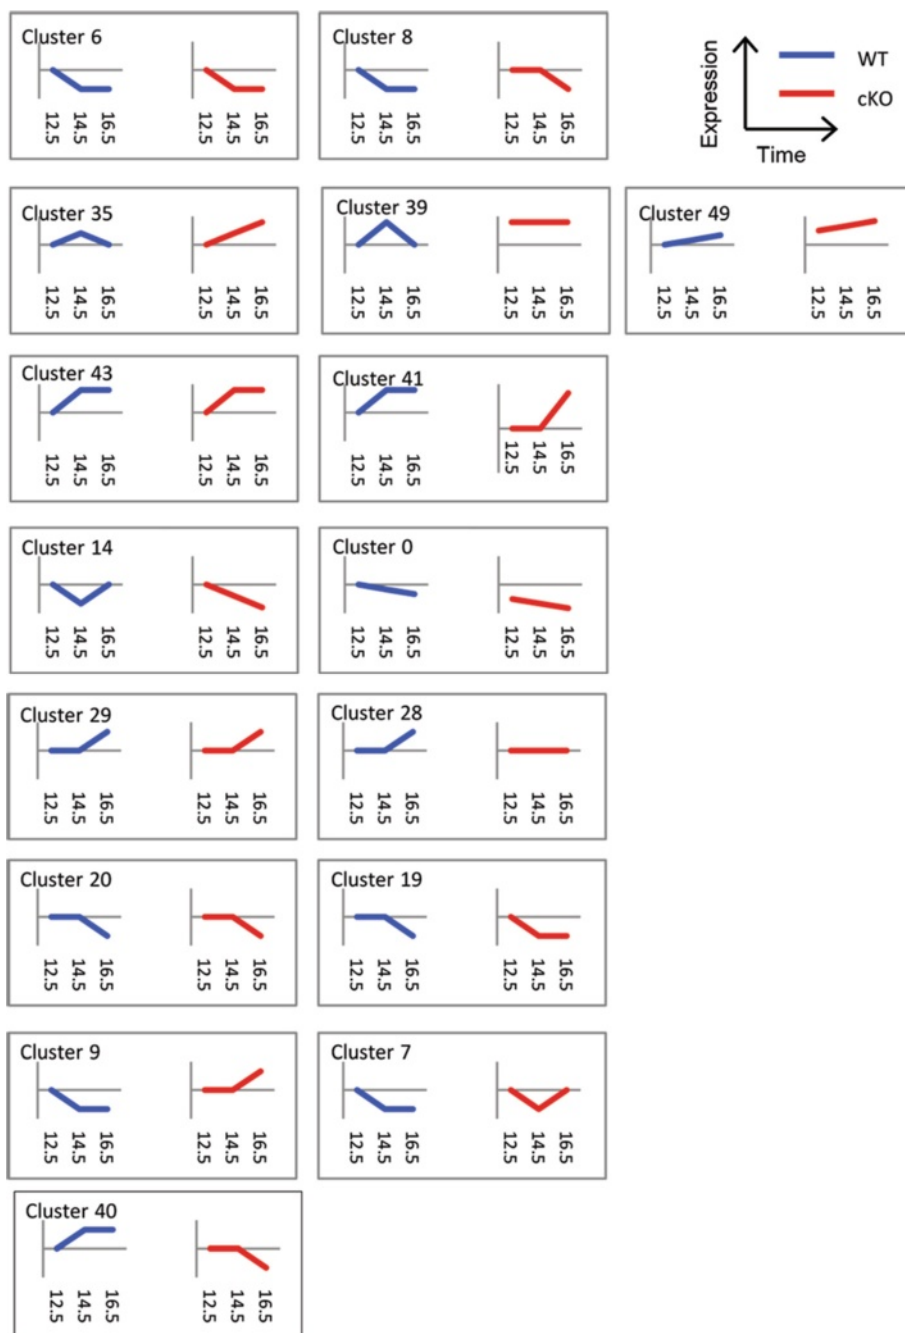 Cluster 6
12.5 14.5 16.5 12.5 14.5 16.5
Cluster 8
12.5 14.5 16.5 12.5 14.5 16.5
Expression
Time
WT
cKO
Cluster 35
12.5 14.5 16.5 12.5 14.5 16.5
Cluster 39
12.5 14.5 16.5 12.5 14.5 16.5
Cluster 49
12.5 14.5 16.5 12.5 14.5 16.5
Cluster 43
12.5 14.5 16.5 12.5 14.5 16.5
Cluster 41
12.5 14.5 16.5 12.5 14.5 16.5
Cluster 14
12.5 14.5 16.5 12.5 14.5 16.5
Cluster 0
12.5 14.5 16.5 12.5 14.5 16.5
Cluster 29
12.5 14.5 16.5 12.5 14.5 16.5
Cluster 28
12.5 14.5 16.5 12.5 14.5 16.5
Cluster 20
12.5 14.5 16.5 12.5 14.5 16.5
Cluster 19
12.5 14.5 16.5 12.5 14.5 16.5
Cluster 9
12.5 14.5 16.5 12.5 14.5 16.5
Cluster 7
12.5 14.5 16.5 12.5 14.5 16.5
Cluster 40
12.5 14.5 16.5 12.5 14.5 16.5